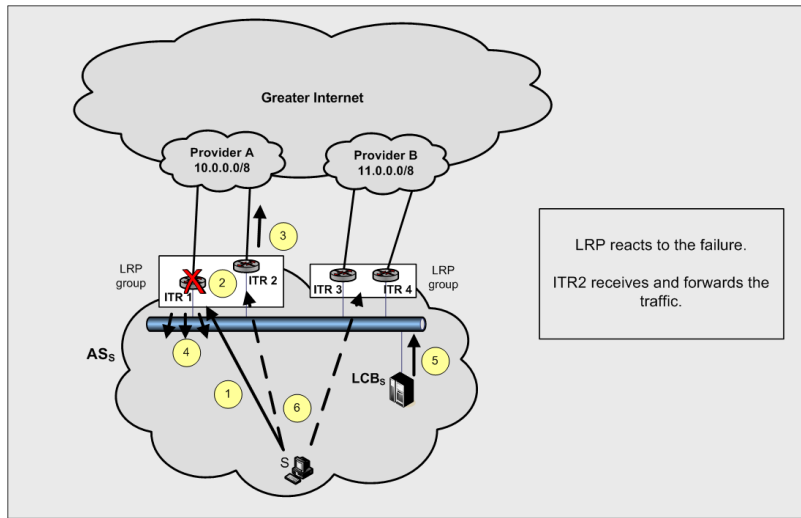 Greater Internet
Provider A
10.0.0.0/8
Provider B
11.0.0.0/8
3
LRP
group
ITR 1
2
ITR 2
ITR 3
ITR 4
LRP
group
LRP reacts to the failure.
ITR2 receives and forwards the
traffic.
4
5
ASS
LCBS
1
6
S